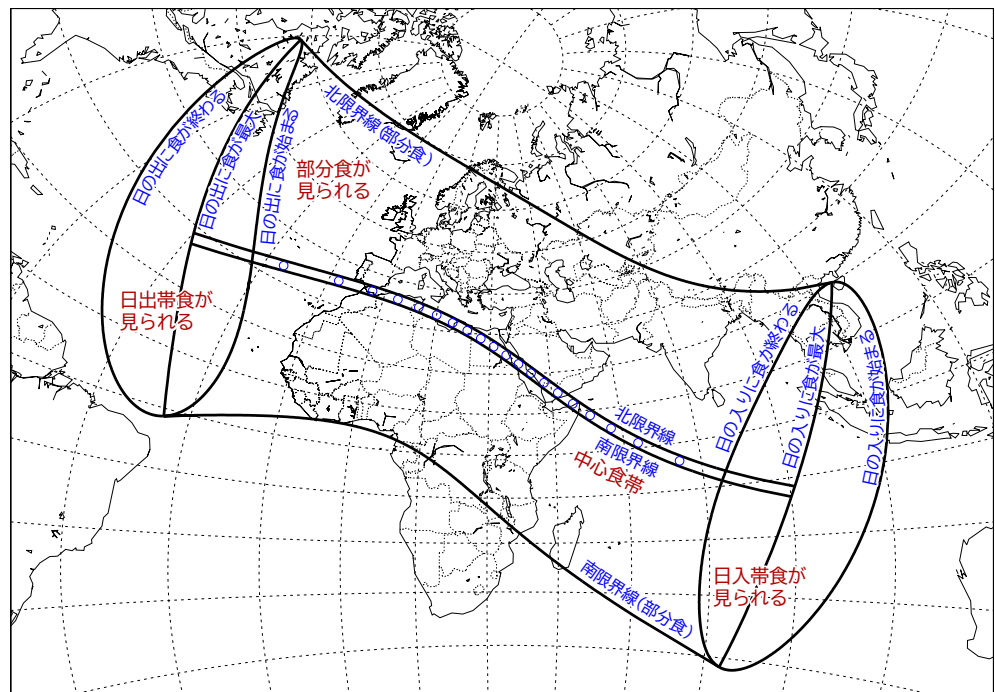 日の出に食が終わる
日の出に食が最大
日の出に食が始まる
北限界線（部分食）
部分食が
見られる
日出帯食が
見られる
北限界線
南限界線
中心食帯
日の入りに食が終わる
日の入りに食が最大
日の入りに食が始まる
南限界線（部分食）
日入帯食が
見られる